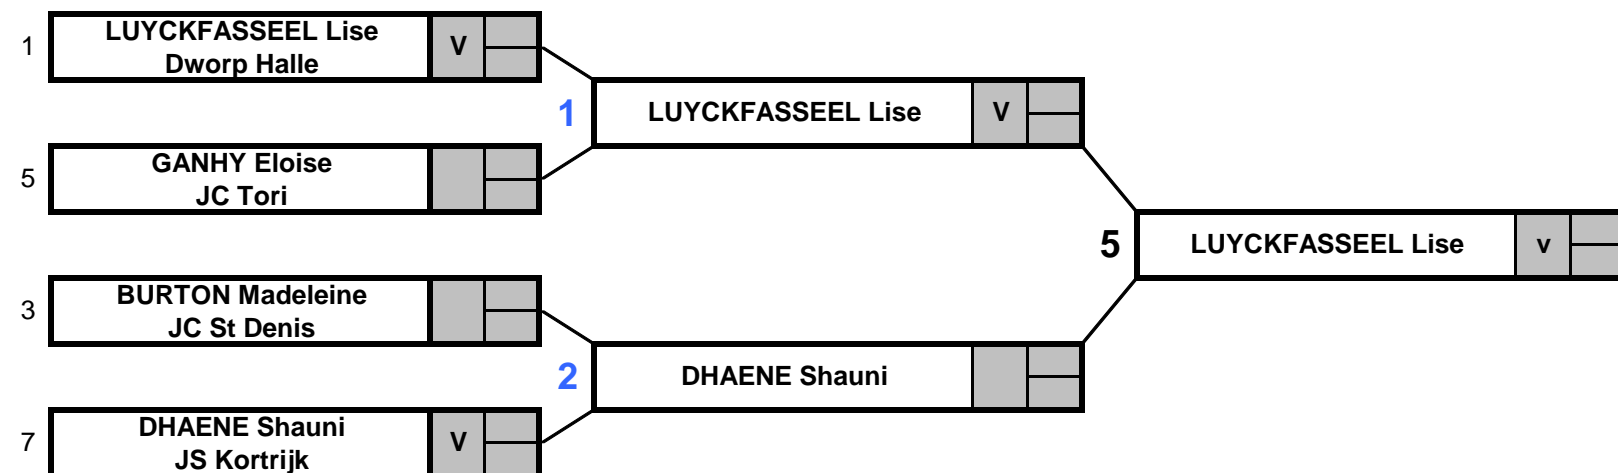 1
LUYCKFASSEEL Lise
Dworp Halle
V
1
LUYCKFASSEEL Lise
V
5
GANHY Eloise
JC Tori
5
LUYCKFASSEEL Lise
v
3
BURTON Madeleine
JC St Denis
2
DHAENE Shauni
7
DHAENE Shauni
JS Kortrijk
V